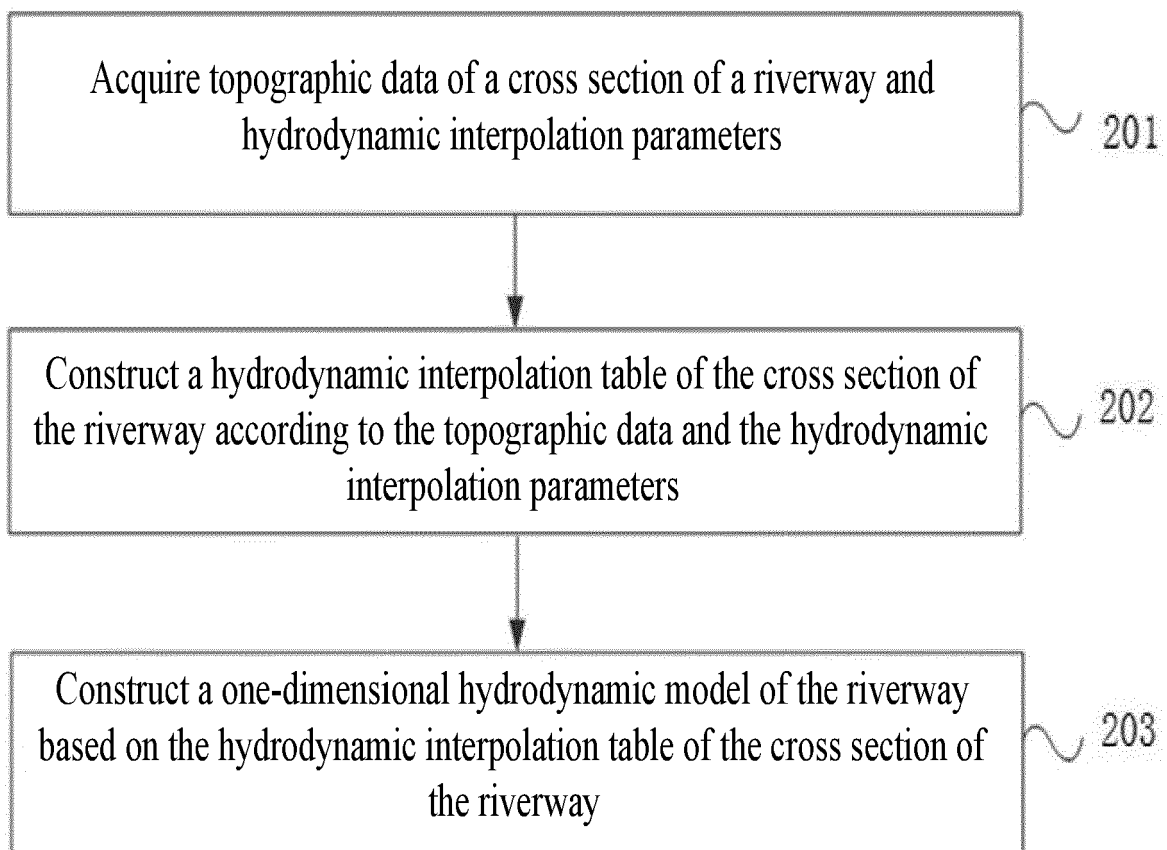 Acquire topographic data of a cross section of a riverway and
hydrodynamic interpolation parameters
201
Construct a hydrodynamic interpolation table of the cross section of
the riverway according to the topographic data and the hydrodynamic
interpolation parameters
202
Construct a one-dimensional hydrodynamic model of the riverway
based on the hydrodynamic interpolation table of the cross section of
the riverway
203